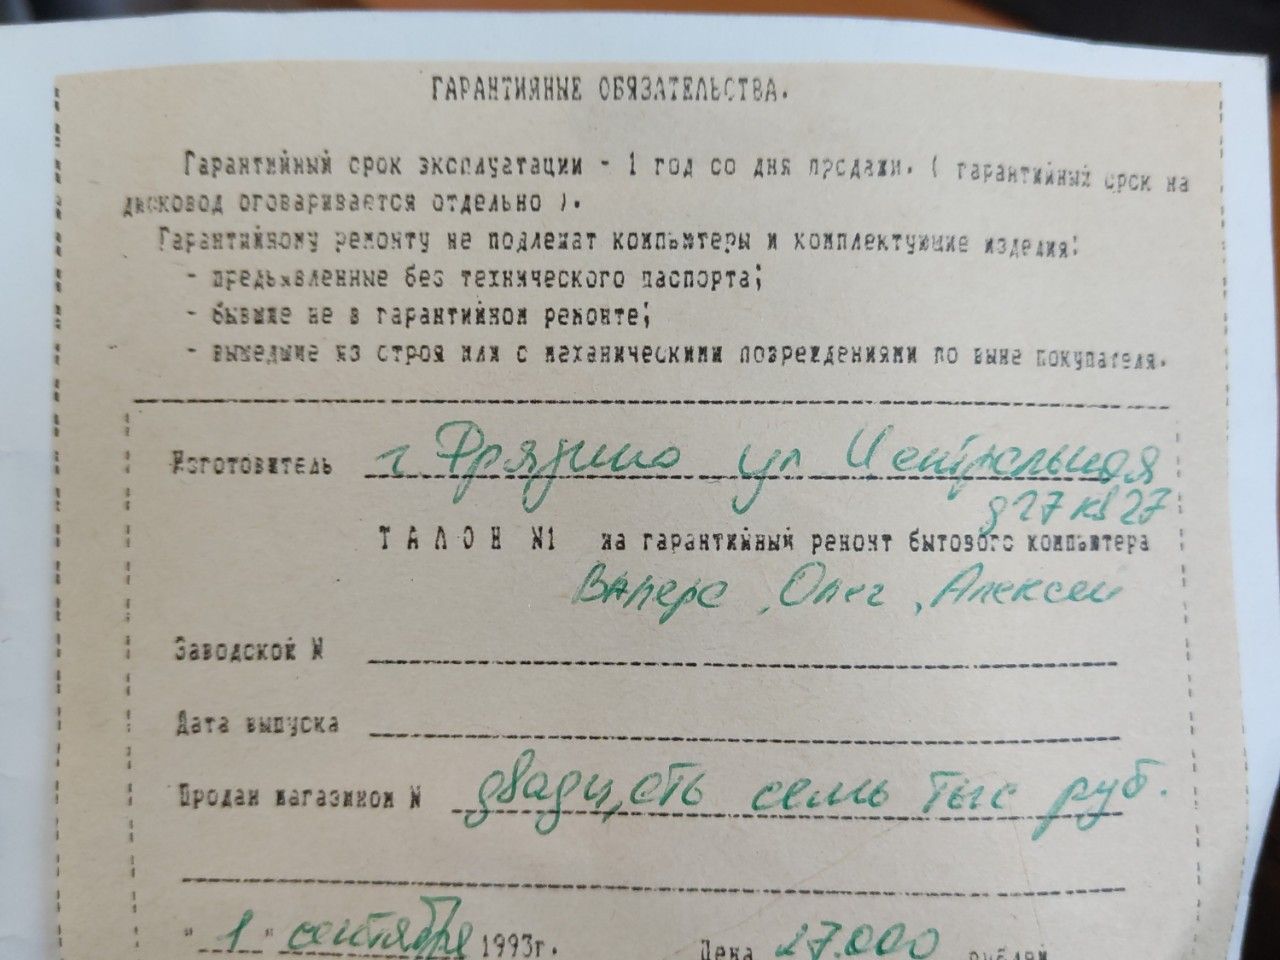 ГАРАНТИЙНЫЕ ОБЯЗАТЕЛЬСТВА.
Гарантийный срок эксплуатации - 1 год со дня продажи. ( гарантийный срок на
дисковод оговаривается отдельно ).
Гарантийному ремонту не подлежат компьютеры и комплектующие изделия:
- предъявленные без технического паспорта;
- бывшие не в гарантийном ремонте;
- вышедшие из строя или с механическими повреждениями по вине покупателя.
Изготовитель г Фрязино ул Центральная
д 27 кв 27
ТАЛОН N1 на гарантийный ремонт бытового компьютера
Олег, Алексей
Заводской N
Дата выпуска
Продан магазином N двадцать семь тыс руб.
"1" сентября 1993г. Цена 27.000 рублей